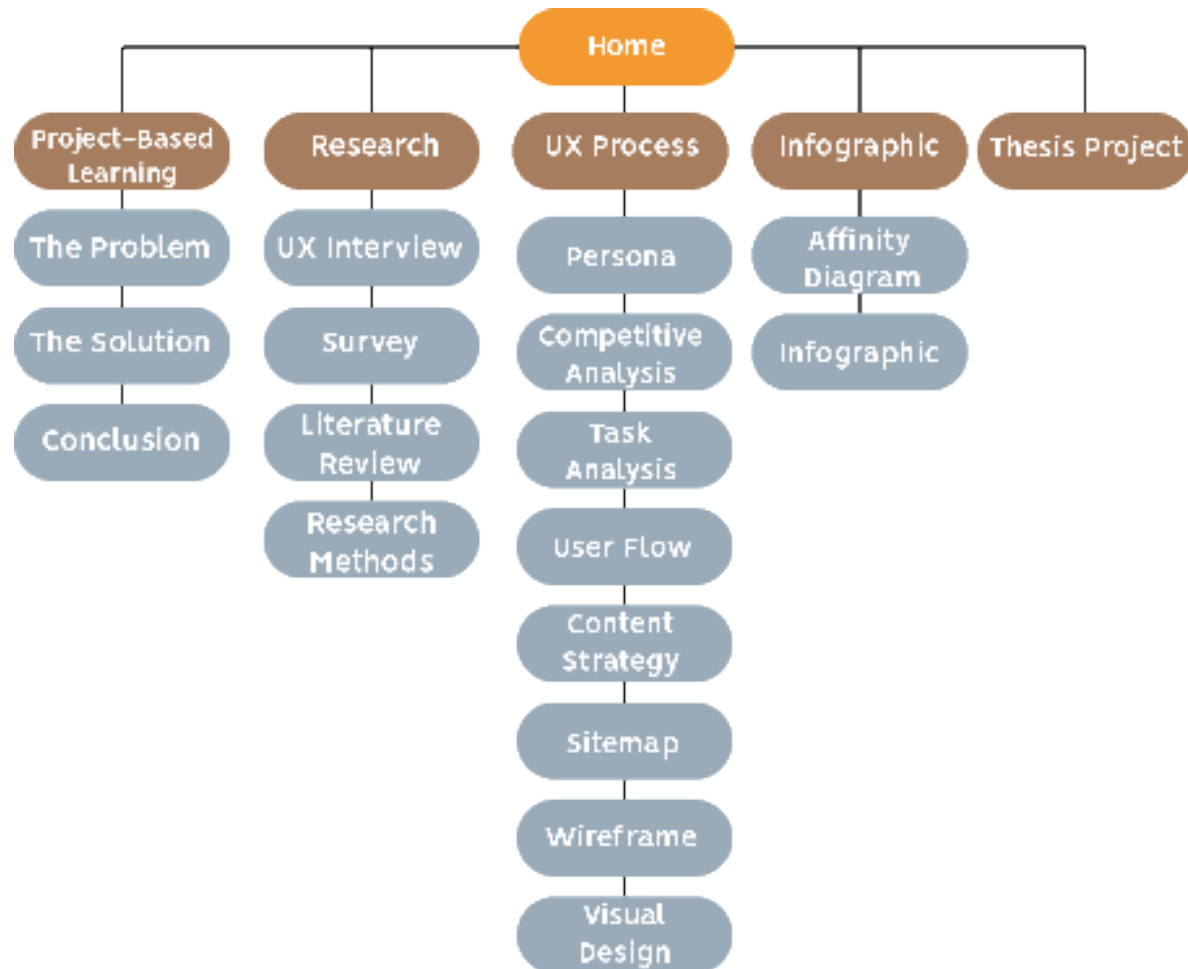 Home
Project-Based
Learning
Research
UX Process
Infographic
Thesis Project
The Problem
The Solution
Conclusion
UX Interview
Survey
Literature
Review
Research
Methods
Persona
Competitive
Analysis
Task
Analysis
User Flow
Content
Strategy
Sitemap
Wireframe
Visual
Design
Affinity
Diagram
Infographic